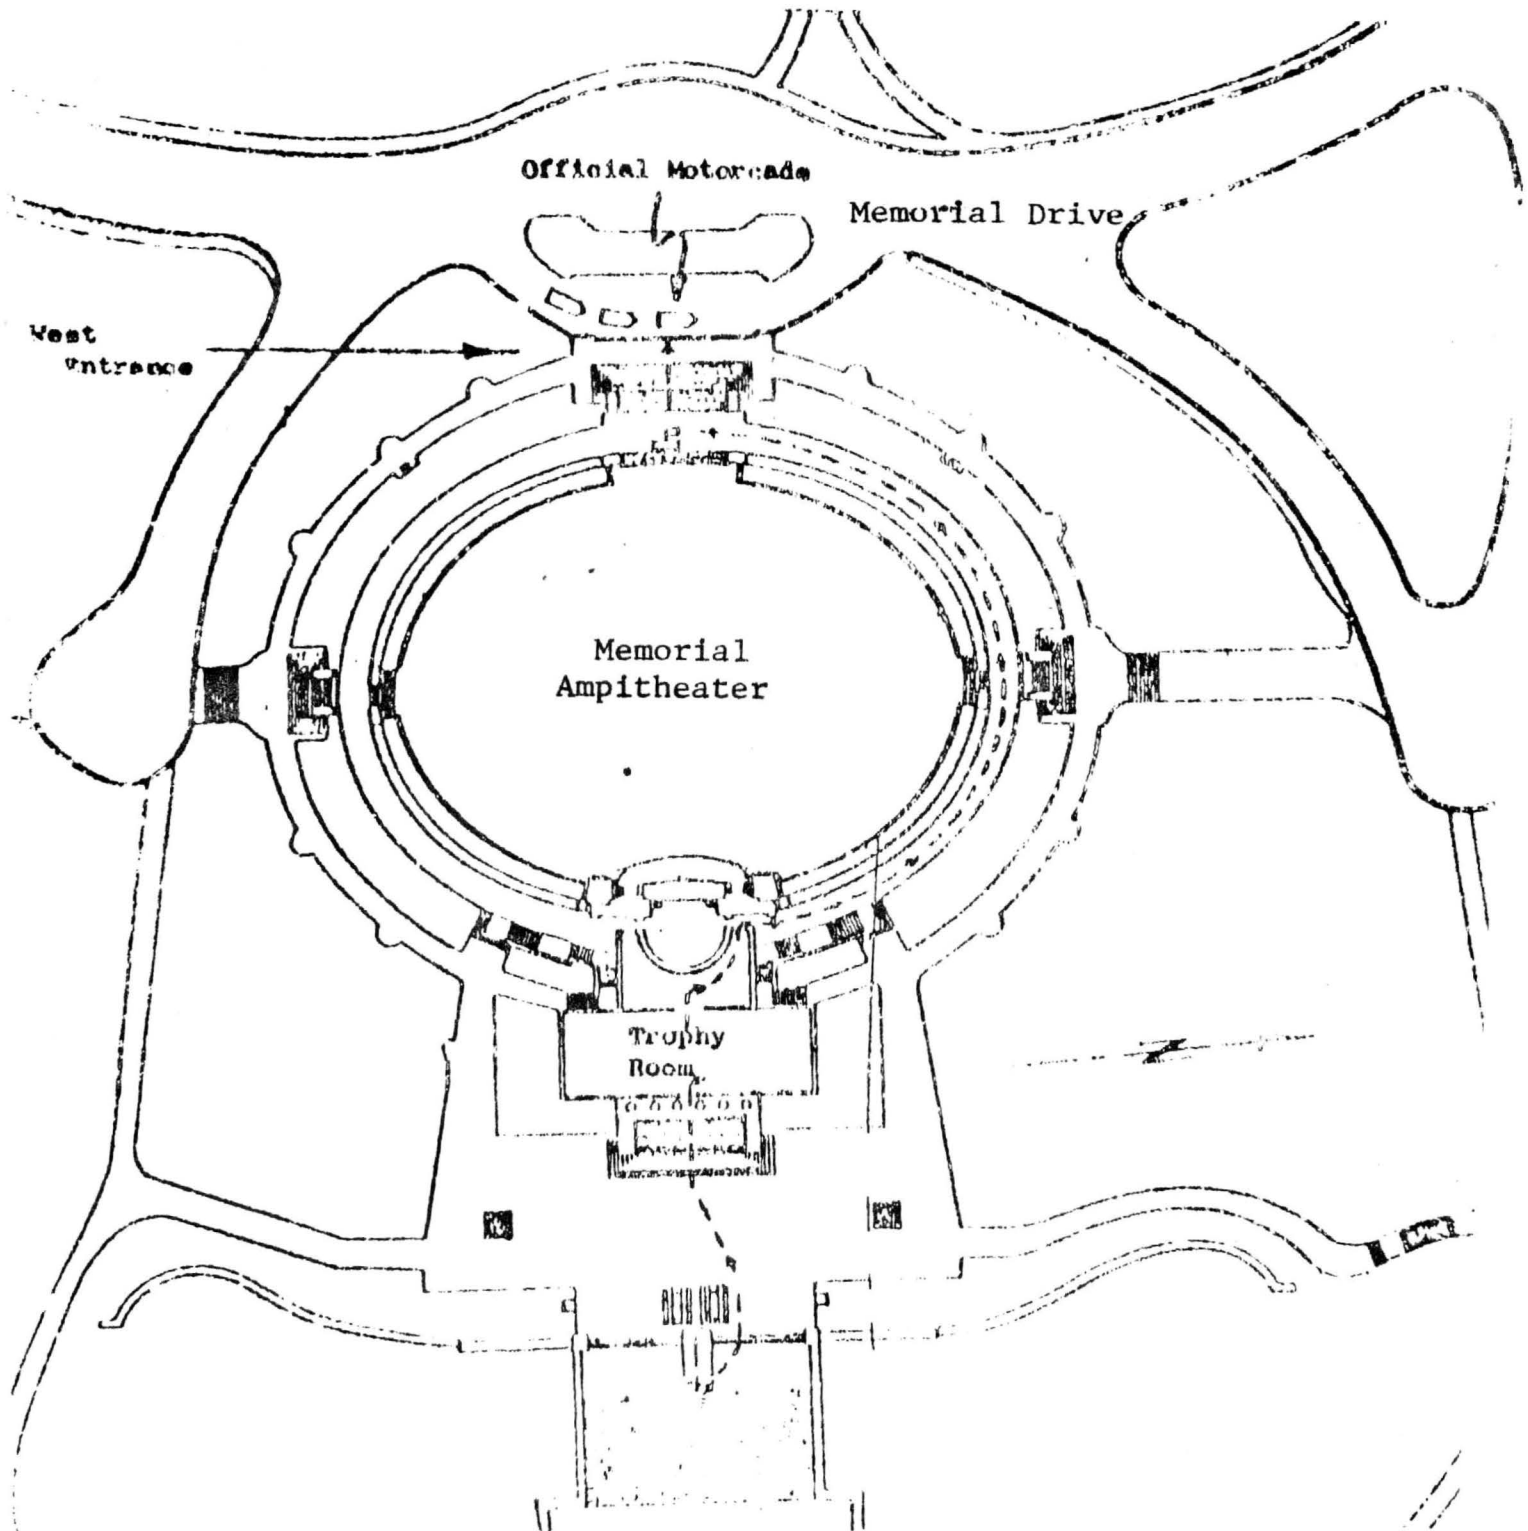 Official Motorcade
Memorial Drive
West
Entrance
Memorial
Ampitheater
Trophy
Room